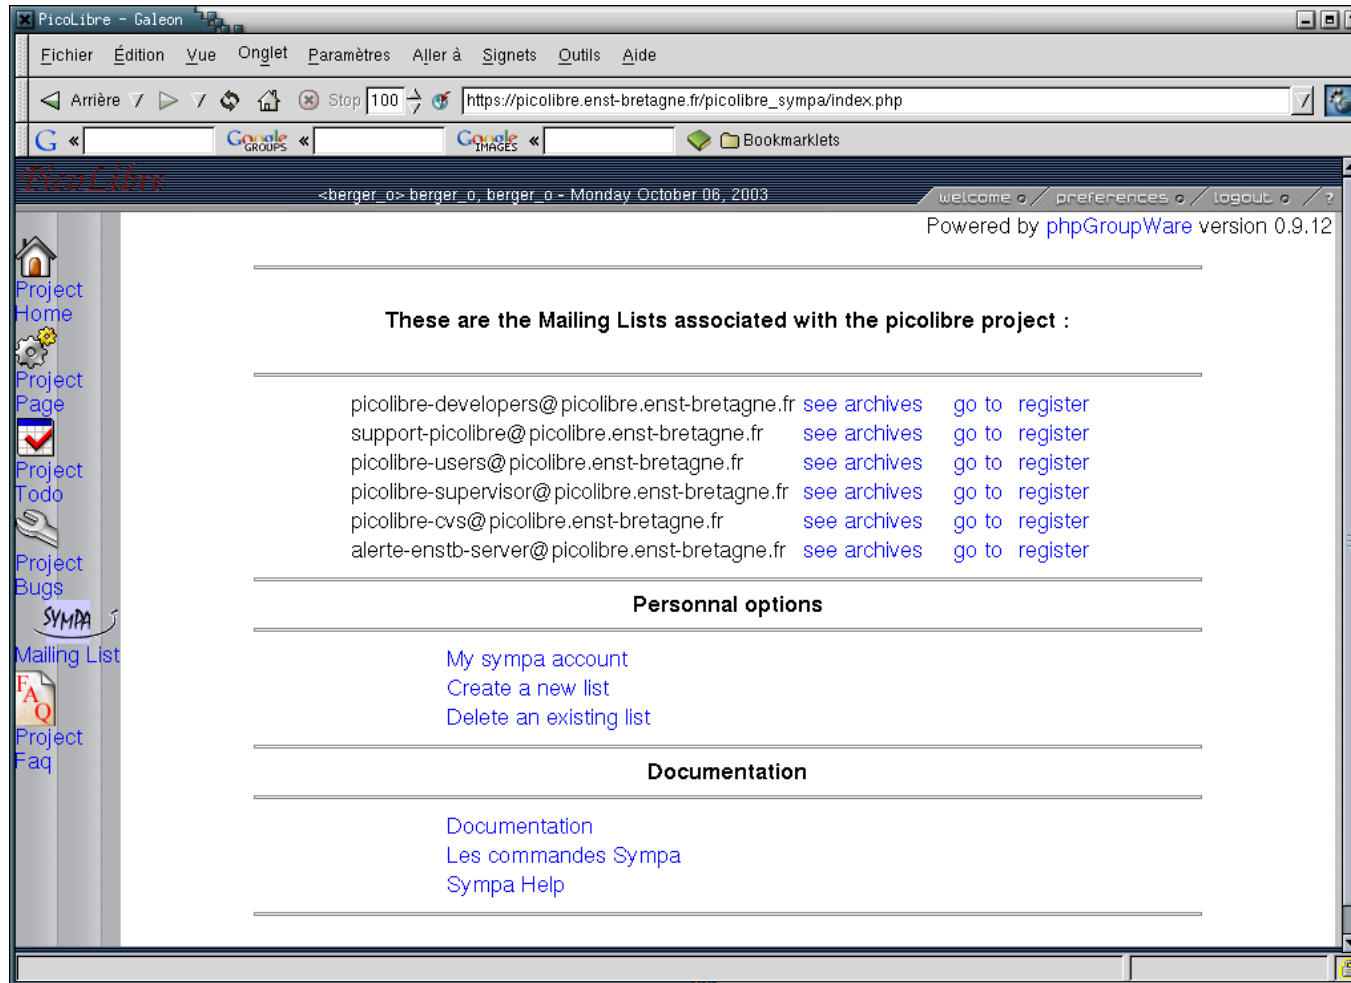 PicoLibre - Galeon
Fichier Édition Vue Onglet Paramètres Aller à Signets Outils Aide
Arrière Stop 100 https://picolibre.enst-bretagne.fr/picolibre_sympa/index.php
G « Google GROUPS « Google IMAGES « Bookmarklets
PicoLibre
<berger_o> berger_o, berger_o - Monday October 06, 2003 welcome preferences logout ?
Powered by phpGroupWare version 0.9.12
Project
Home
Project
Page
Project
Todo
Project
Bugs
SYMPA
Mailing List
FAQ
Project
Faq
These are the Mailing Lists associated with the picolibre project :
picolibre-developers@picolibre.enst-bretagne.fr see archives go to register
support-picolibre@picolibre.enst-bretagne.fr see archives go to register
picolibre-users@picolibre.enst-bretagne.fr see archives go to register
picolibre-supervisor@picolibre.enst-bretagne.fr see archives go to register
picolibre-cvs@picolibre.enst-bretagne.fr see archives go to register
alerte-enstb-server@picolibre.enst-bretagne.fr see archives go to register
Personnal options
My sympa account
Create a new list
Delete an existing list
Documentation
Documentation
Les commandes Sympa
Sympa Help